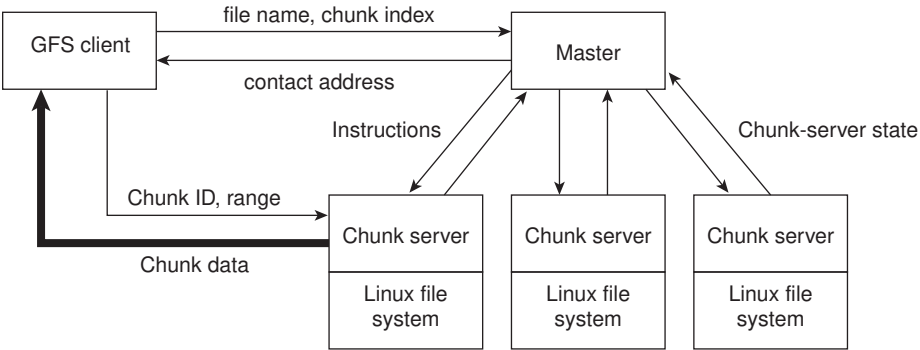 file name, chunk index
GFS client
Master
contact address
Instructions
Chunk-server state
Chunk ID, range
Chunk server
Chunk server
Chunk server
Chunk data
Linux file
system
Linux file
system
Linux file
system